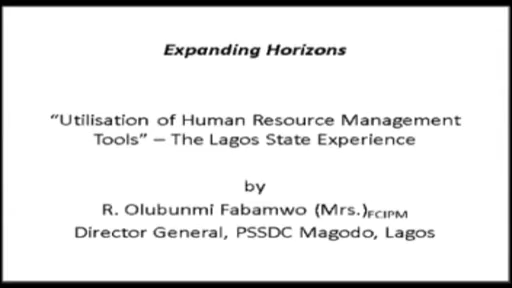 Expanding Horizons
“Utilisation of Human Resource Management
Tools” – The Lagos State Experience
by
R. Olubunmi Fabamwo (Mrs.)FCIPM
Director General, PSSDC Magodo, Lagos